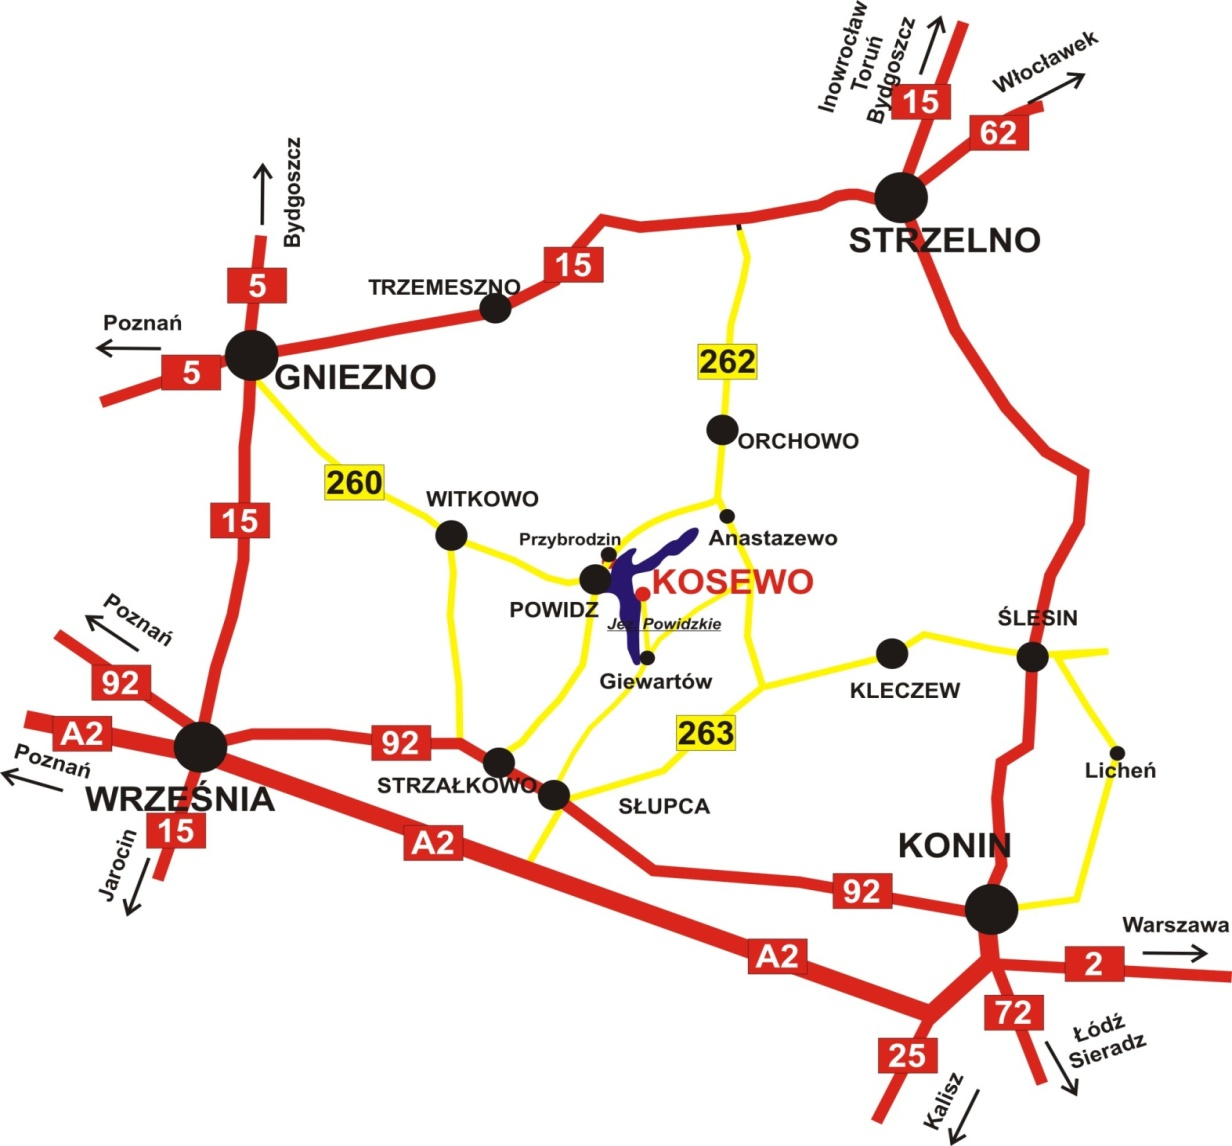 Inowrocław
Toruń
Bydgoszcz
15
Włocławek
62
STRZELNO
Bydgoszcz
5
15
TRZEMESZNO
Poznań
5
GNIEZNO
262
ORCHOWO
260
WITKOWO
15
Przybrodzin
Anastazewo
KOSEWO
POWIDZ
Jez. Powidzkie
ŚLESIN
Poznań
92
Giewartów
KLECZEW
A2
92
263
Poznań
STRZAŁKOWO
SŁUPCA
Licheń
WRZEŚNIA
15
A2
KONIN
Jarocin
92
Warszawa
A2
2
72
25
Łódź
Sieradz
Kalisz